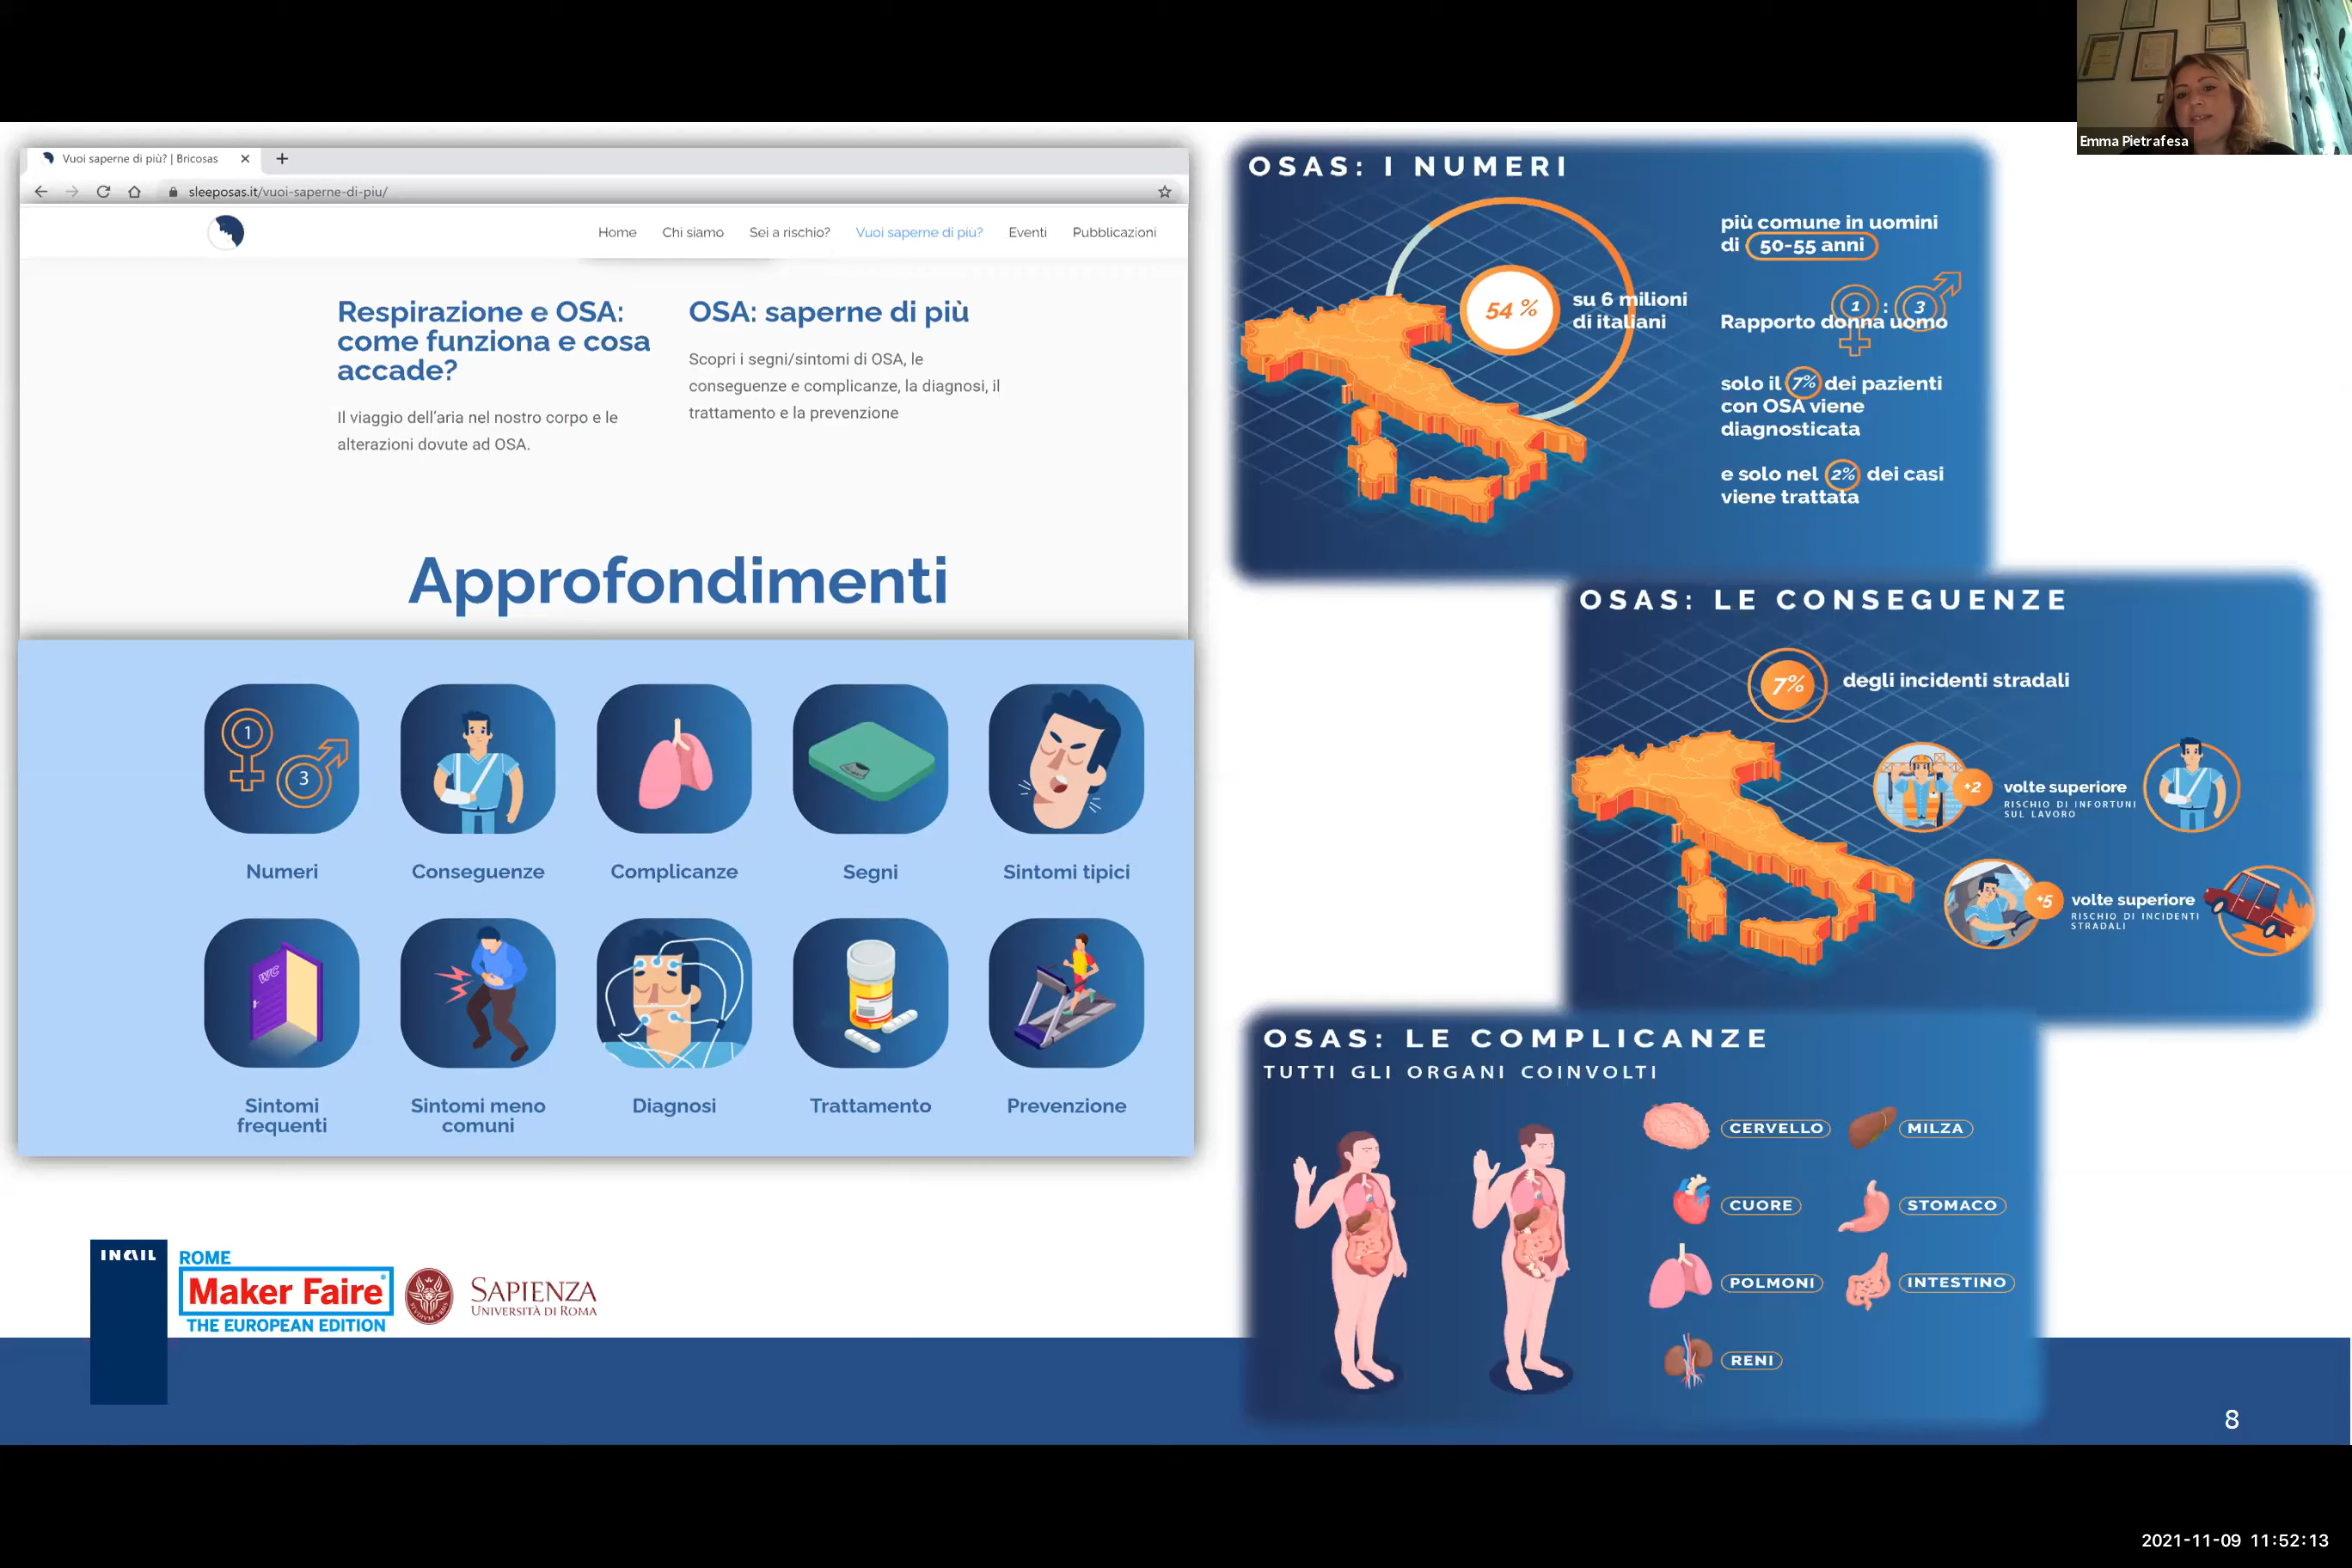 Emma Pietrafesa
Vuoi saperne di più? | Bricosas
sleeposas.it/vuoi-saperne-di-piu/
Home Chi siamo Sei a rischio? Vuoi saperne di più? Eventi Pubblicazioni
Respirazione e OSA:
come funziona e cosa
accade?
Il viaggio dell'aria nel nostro corpo e le
alterazioni dovute ad OSA.
OSA: saperne di più
Scopri i segni/sintomi di OSA, le
conseguenze e complicanze, la diagnosi, il
trattamento e la prevenzione
Approfondimenti
1
3
Numeri
Conseguenze
Complicanze
Segni
Sintomi tipici
WC
Sintomi
frequenti
Sintomi meno
comuni
Diagnosi
Trattamento
Prevenzione
OSAS: I NUMERI
54 %
su 6 milioni
di italiani
più comune in uomini
di 50-55 anni
1 : 3
Rapporto donna uomo
solo il 7% dei pazienti
con OSA viene
diagnosticata
e solo nel 2% dei casi
viene trattata
OSAS: LE CONSEGUENZE
7% degli incidenti stradali
+2 volte superiore
RISCHIO DI INFORTUNI
SUL LAVORO
+5 volte superiore
RISCHIO DI INCIDENTI
STRADALI
OSAS: LE COMPLICANZE
TUTTI GLI ORGANI COINVOLTI
CERVELLO
MILZA
CUORE
STOMACO
POLMONI
INTESTINO
RENI
INAIL
ROME
Maker Faire
THE EUROPEAN EDITION
SAPIENZA
UNIVERSITÀ DI ROMA
8
2021-11-09 11:52:13